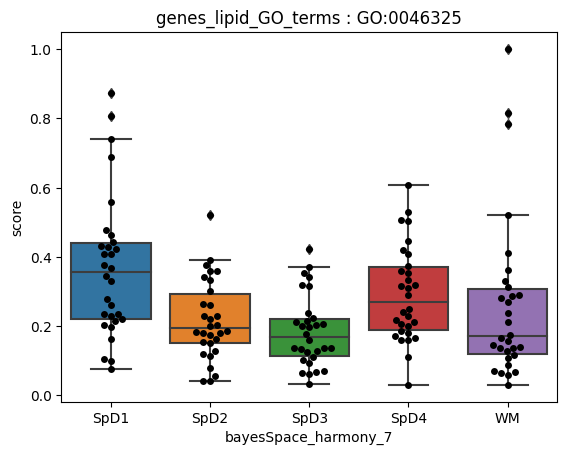 genes_lipid_GO_terms : GO:0046325
1.0
0.8
0.6
0.4
0.2
0.0
score
SpD1 SpD2 SpD3 SpD4 WM
bayesSpace_harmony_7